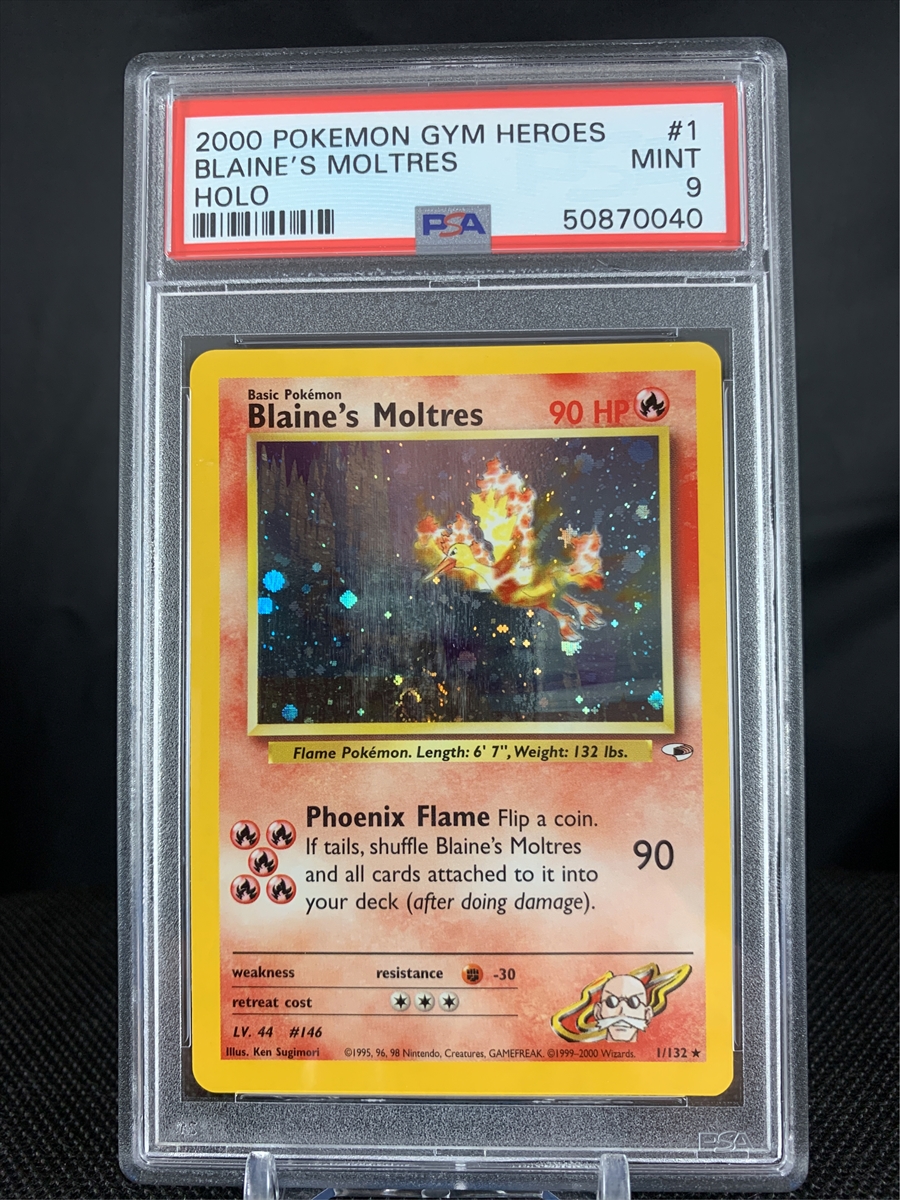 2000 POKEMON GYM HEROES #1
BLAINE'S MOLTRES MINT
HOLO 9
PSA 50870040
Basic Pokémon
Blaine's Moltres 90 HP
Flame Pokémon. Length: 6' 7", Weight: 132 lbs.
Phoenix Flame Flip a coin.
If tails, shuffle Blaine's Moltres
and all cards attached to it into
your deck (after doing damage).
90
weakness resistance -30
retreat cost
LV. 44 #146
Illus. Ken Sugimori ©1995, 96, 98 Nintendo, Creatures, GAMEFREAK. ©1999-2000 Wizards. 1/132 ★
PSA